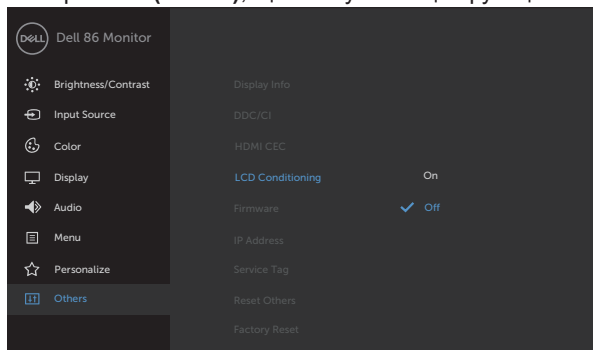 DELL
Dell 86 Monitor
Brightness/Contrast
Input Source
Color
Display
Audio
Menu
Personalize
Others
Display Info
DDC/CI
HDMI CEC
LCD Conditioning
On
Firmware
Off
IP Address
Service Tag
Reset Others
Factory Reset